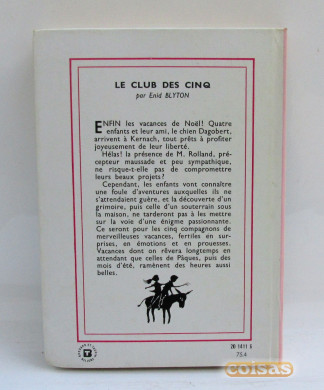 LE CLUB DES CINQ
par Enid BLYTON
ENFIN les vacances de Noël! Quatre
enfants et leur ami, le chien Dagobert,
arrivent à Kernach, tout prêts à profiter
joyeusement de leur liberté.
Hélas! la présence de M. Rolland, pré-
cepteur maussade et peu sympathique,
ne risque-t-elle pas de compromettre
leurs beaux projets?
Cependant, les enfants vont connaître
une foule d'aventures auxquelles ils ne
s'attendaient guère, et la découverte d'un
grimoire, puis celle d'un souterrain sous
la maison, ne tarderont pas à les mettre
sur la voie d'une énigme passionnante.
Ce seront pour les cinq compagnons de
merveilleuses vacances, fertiles en sur-
prises, en émotions et en prouesses.
Vacances dont on rêvera longtemps en
attendant que celles de Pâques, puis des
mois d'été, ramènent des heures aussi
belles.
T
20 1411 5
75.4
coisas